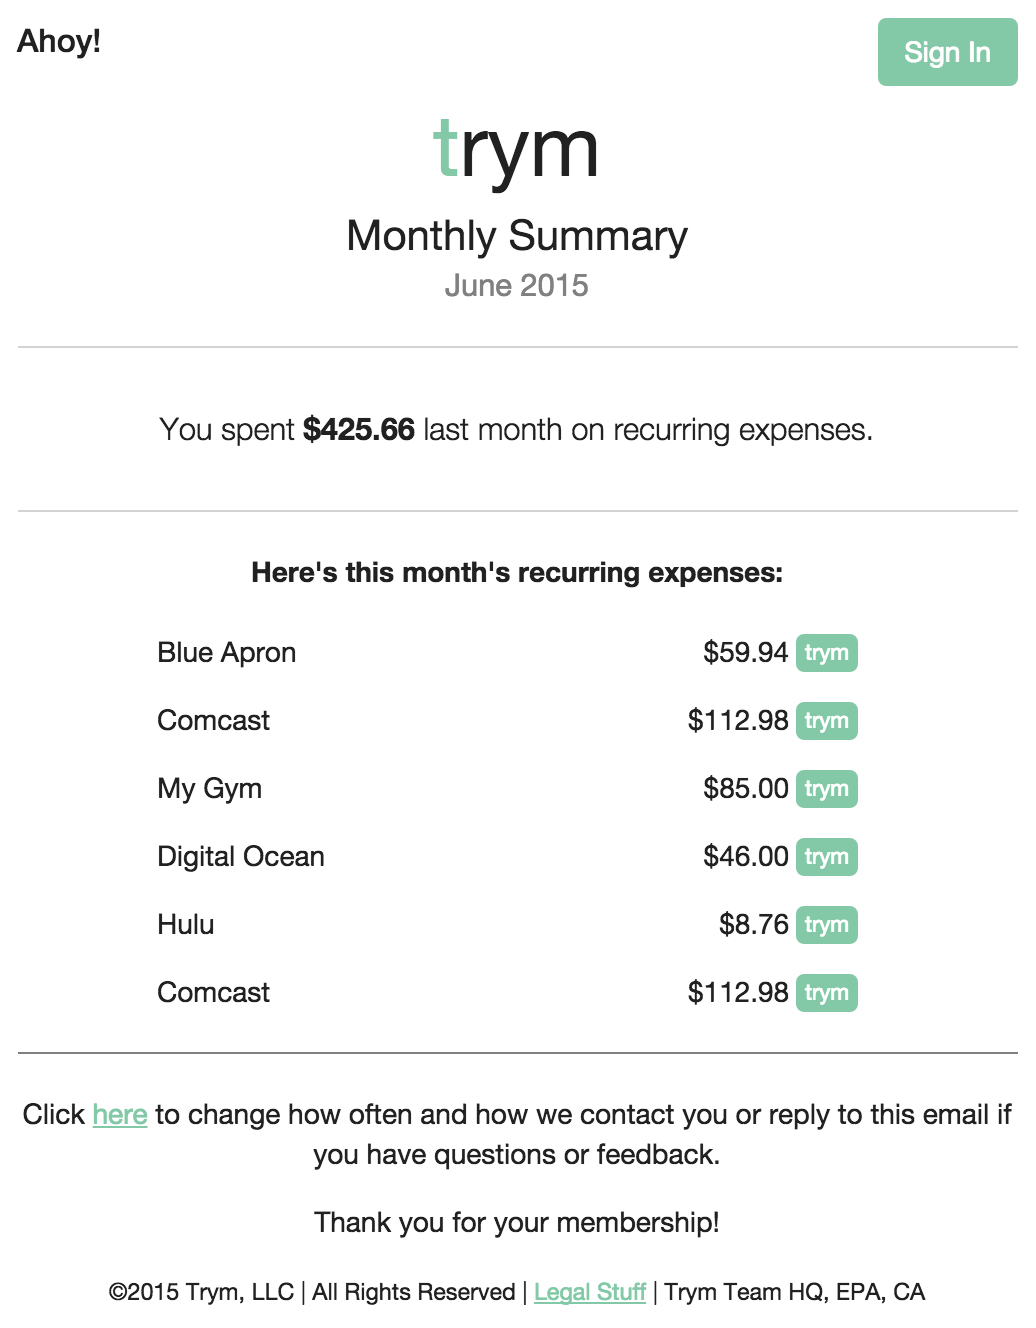 Ahoy!
Sign In
trym
Monthly Summary
June 2015
You spent $425.66 last month on recurring expenses.
Here's this month's recurring expenses:
Blue Apron $59.94 trym
Comcast $112.98 trym
My Gym $85.00 trym
Digital Ocean $46.00 trym
Hulu $8.76 trym
Comcast $112.98 trym
Click here to change how often and how we contact you or reply to this email if
you have questions or feedback.
Thank you for your membership!
©2015 Trym, LLC | All Rights Reserved | Legal Stuff | Trym Team HQ, EPA, CA